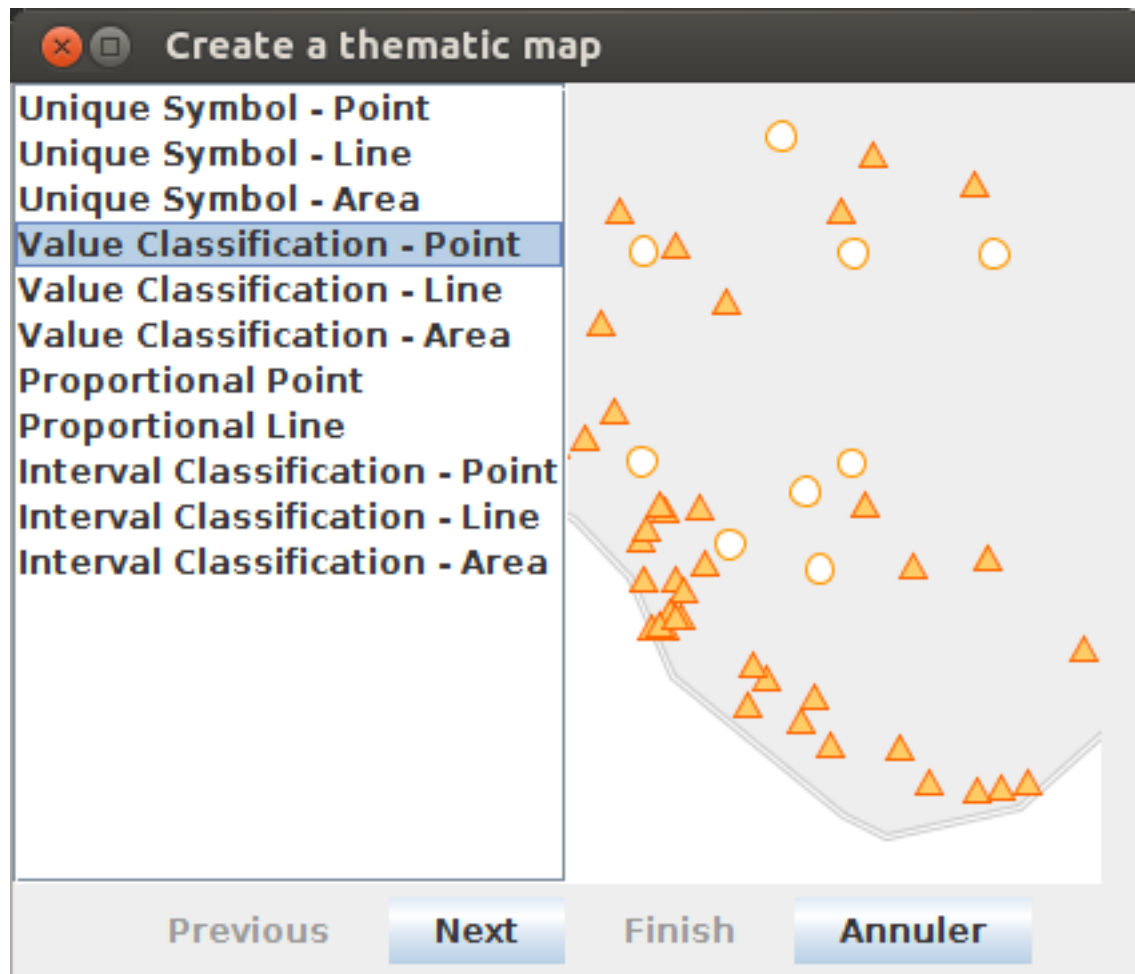 Create a thematic map
Unique Symbol - Point
Unique Symbol - Line
Unique Symbol - Area
Value Classification - Point
Value Classification - Line
Value Classification - Area
Proportional Point
Proportional Line
Interval Classification - Point
Interval Classification - Line
Interval Classification - Area
Previous Next Finish Annuler